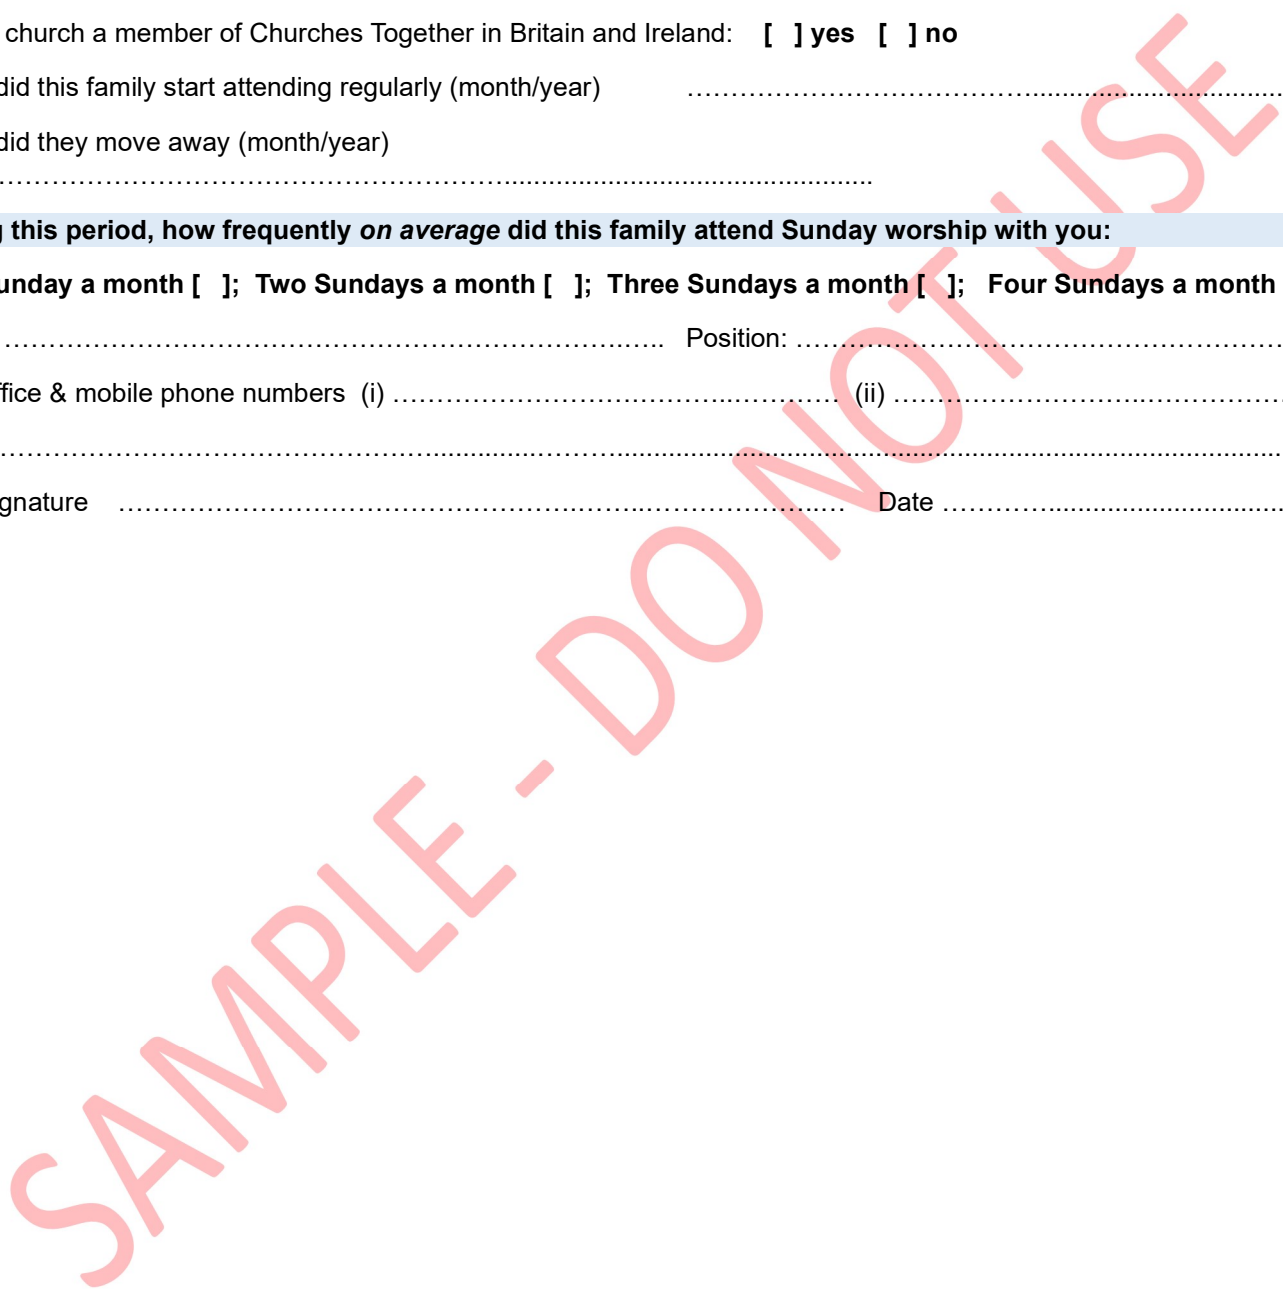 church a member of Churches Together in Britain and Ireland: [ ] yes [ ] no
did this family start attending regularly (month/year) ……………………………………………
did they move away (month/year)
……………………………………………………………………
this period, how frequently on average did this family attend Sunday worship with you:
unday a month [ ]; Two Sundays a month [ ]; Three Sundays a month [ ]; Four Sundays a month
…………………………………………………………… Position: ……………………………………………
ffice & mobile phone numbers (i) …………………………………………… (ii) ……………………………………
……………………………………………………………………………………………………
gnature …………………………………………………………………… Date ……………………………
SAMPLE - DO NOT USE